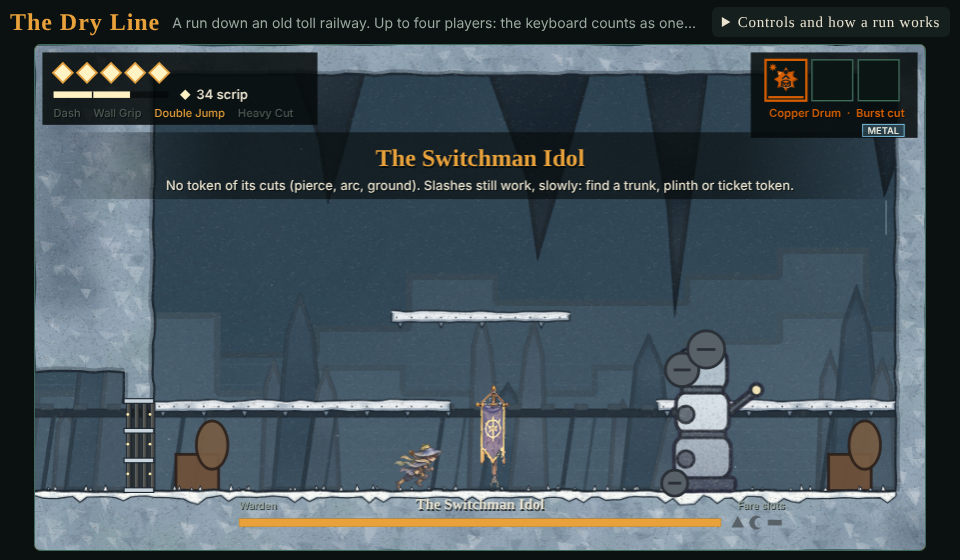 The Dry Line
A run down an old toll railway. Up to four players: the keyboard counts as one...
▶ Controls and how a run works
34 scrip
Dash Wall Grip Double Jump Heavy Cut
Copper Drum · Burst cut
METAL
The Switchman Idol
No token of its cuts (pierce, arc, ground). Slashes still work, slowly: find a trunk, plinth or ticket token.
Warden
The Switchman Idol
Fare slots